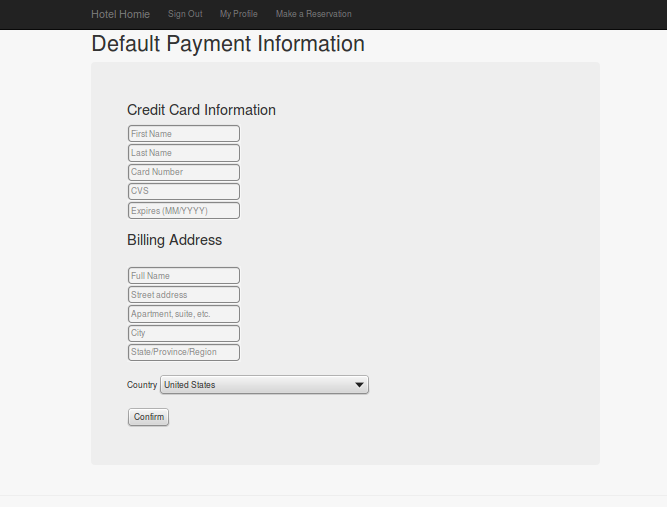 Hotel Homie Sign Out My Profile Make a Reservation
Default Payment Information
Credit Card Information
First Name
Last Name
Card Number
CVS
Expires (MM/YYYY)
Billing Address
Full Name
Street address
Apartment, suite, etc.
City
State/Province/Region
Country United States
Confirm